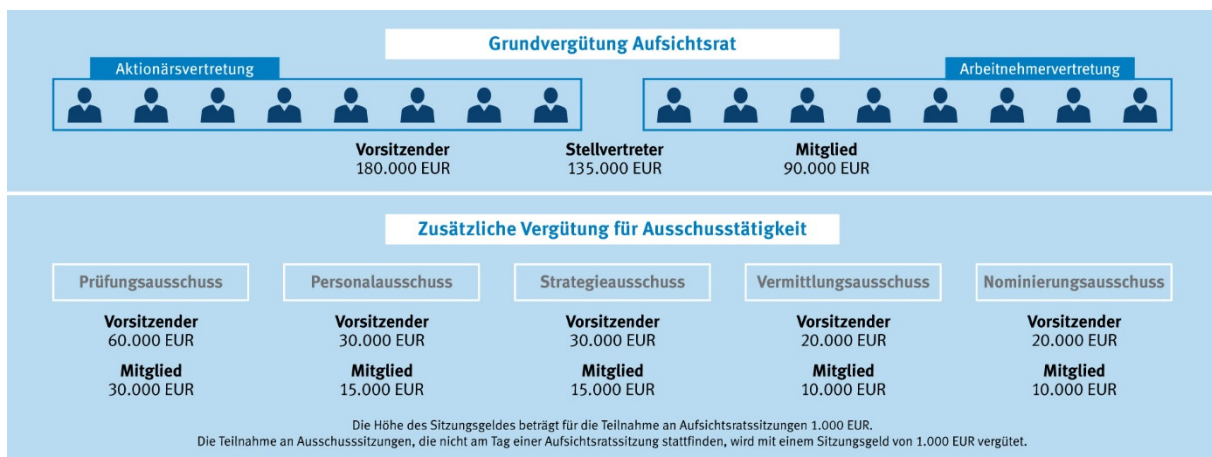 Grundvergütung Aufsichtsrat
Aktionärsvertretung
Arbeitnehmervertretung
Vorsitzender
180.000 EUR
Stellvertreter
135.000 EUR
Mitglied
90.000 EUR
Zusätzliche Vergütung für Ausschusstätigkeit
Prüfungsausschuss
Vorsitzender
60.000 EUR
Mitglied
30.000 EUR
Personalausschuss
Vorsitzender
30.000 EUR
Mitglied
15.000 EUR
Strategieausschuss
Vorsitzender
30.000 EUR
Mitglied
15.000 EUR
Vermittlungsausschuss
Vorsitzender
20.000 EUR
Mitglied
10.000 EUR
Nominierungsausschuss
Vorsitzender
20.000 EUR
Mitglied
10.000 EUR
Die Höhe des Sitzungsgeldes beträgt für die Teilnahme an Aufsichtsratssitzungen 1.000 EUR.
Die Teilnahme an Ausschusssitzungen, die nicht am Tag einer Aufsichtsratssitzung stattfinden, wird mit einem Sitzungsgeld von 1.000 EUR vergütet.